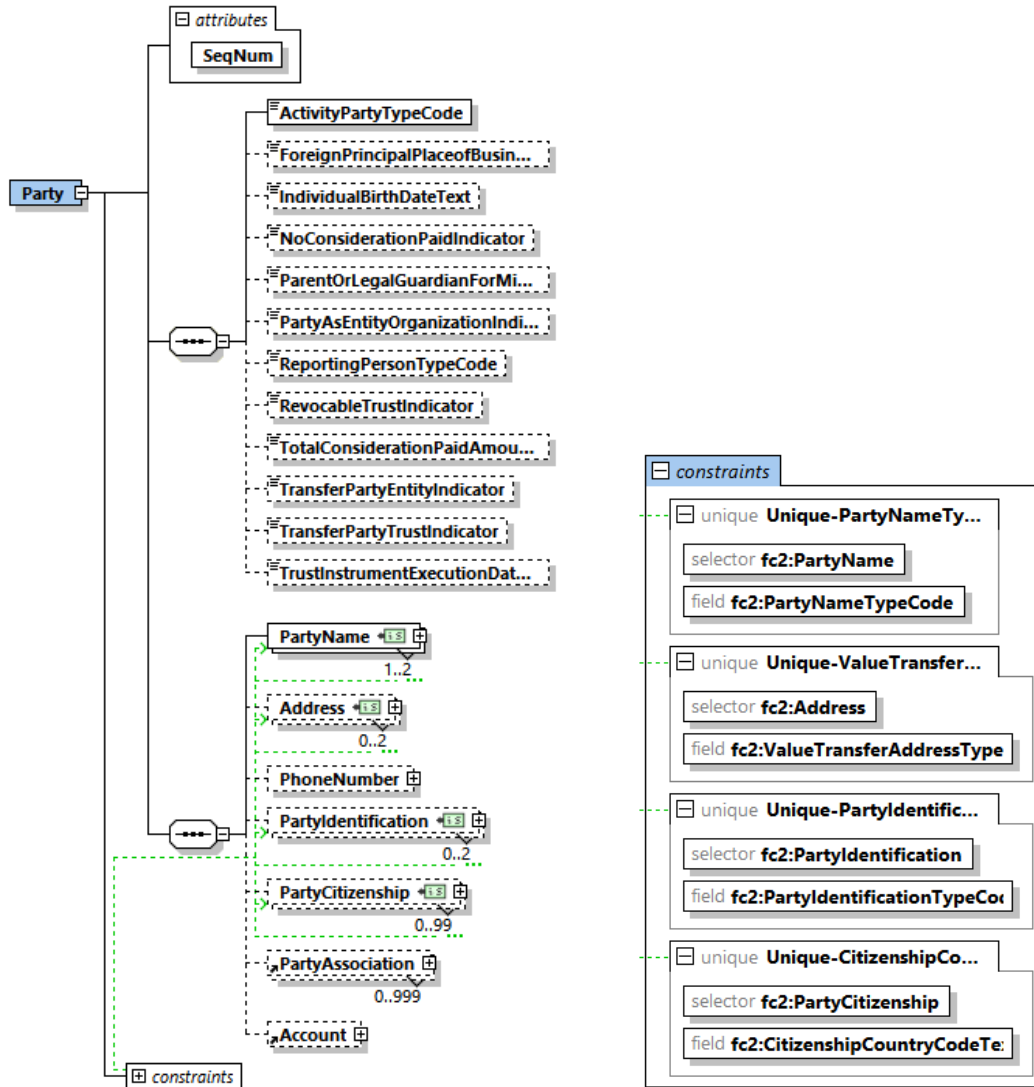 attributes
SeqNum
ActivityPartyTypeCode
ForeignPrincipalPlaceofBusin...
Party
IndividualBirthDateText
NoConsiderationPaidIndicator
ParentOrLegalGuardianForMi...
PartyAsEntityOrganizationIndi...
ReportingPersonTypeCode
RevocableTrustIndicator
TotalConsiderationPaidAmou...
TransferPartyEntityIndicator
TransferPartyTrustIndicator
TrustInstrumentExecutionDat...
PartyName
1..2
Address
0..2
PhoneNumber
PartyIdentification
0..2
PartyCitizenship
0..99
PartyAssociation
0..999
Account
constraints
constraints
unique Unique-PartyNameTy...
selector fc2:PartyName
field fc2:PartyNameTypeCode
unique Unique-ValueTransfer...
selector fc2:Address
field fc2:ValueTransferAddressType
unique Unique-PartyIdentific...
selector fc2:PartyIdentification
field fc2:PartyIdentificationTypeCo
unique Unique-CitizenshipCo...
selector fc2:PartyCitizenship
field fc2:CitizenshipCountryCodeTe